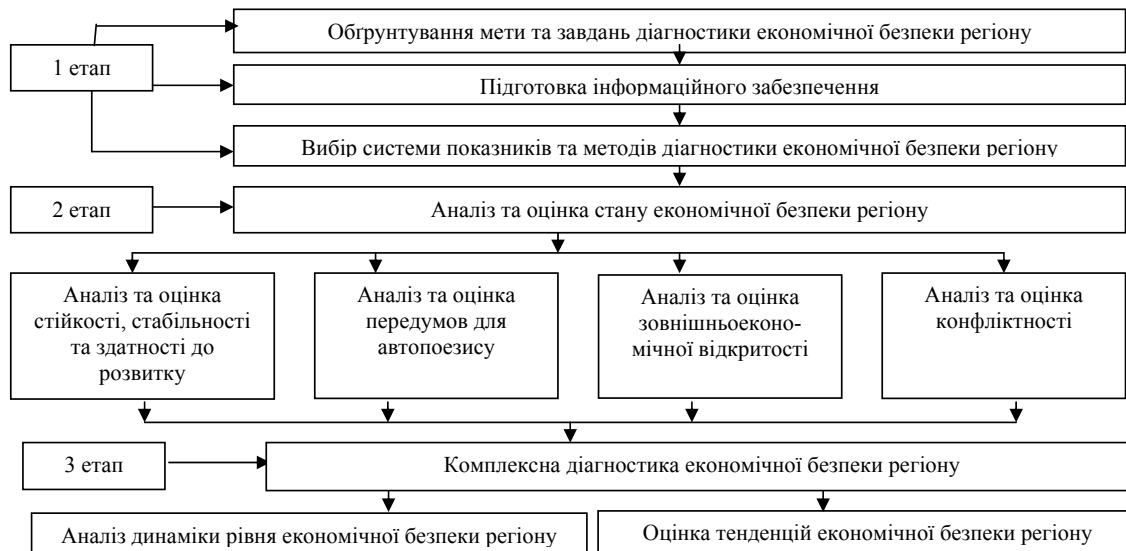 Обґрунтування мети та завдань діагностики економічної безпеки регіону
1 етап
Підготовка інформаційного забезпечення
Вибір системи показників та методів діагностики економічної безпеки регіону
2 етап
Аналіз та оцінка стану економічної безпеки регіону
Аналіз та оцінка
стійкості, стабільності
та здатності до
розвитку
Аналіз та оцінка
передумов для
автопоезису
Аналіз та оцінка
зовнішньоеконо-
мічної відкритості
Аналіз та оцінка
конфліктності
3 етап
Комплексна діагностика економічної безпеки регіону
Аналіз динаміки рівня економічної безпеки регіону
Оцінка тенденцій економічної безпеки регіону